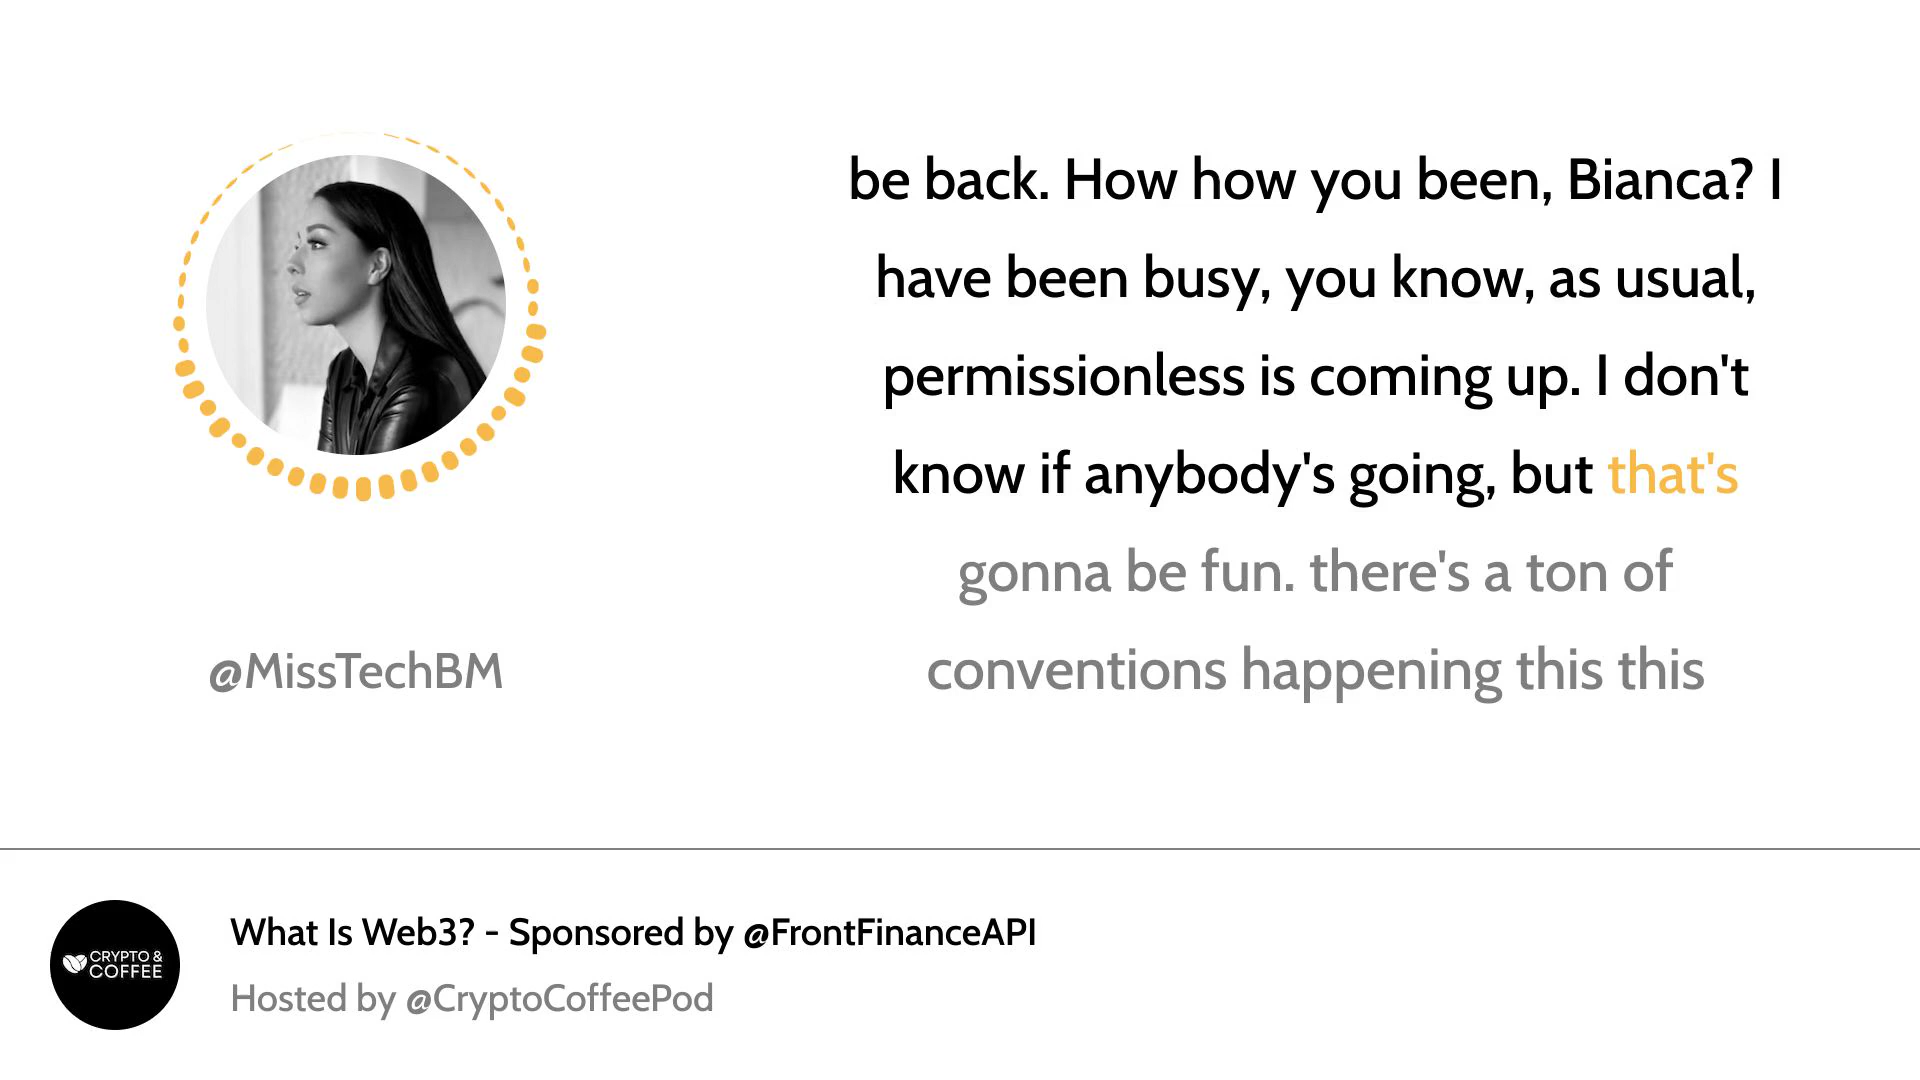 be back. How how you been, Bianca? I
have been busy, you know, as usual,
permissionless is coming up. I don't
know if anybody's going, but that's
gonna be fun. there's a ton of
conventions happening this this
@MissTechBM
CRYPTO &
COFFEE
What Is Web3? - Sponsored by @FrontFinanceAPI
Hosted by @CryptoCoffeePod